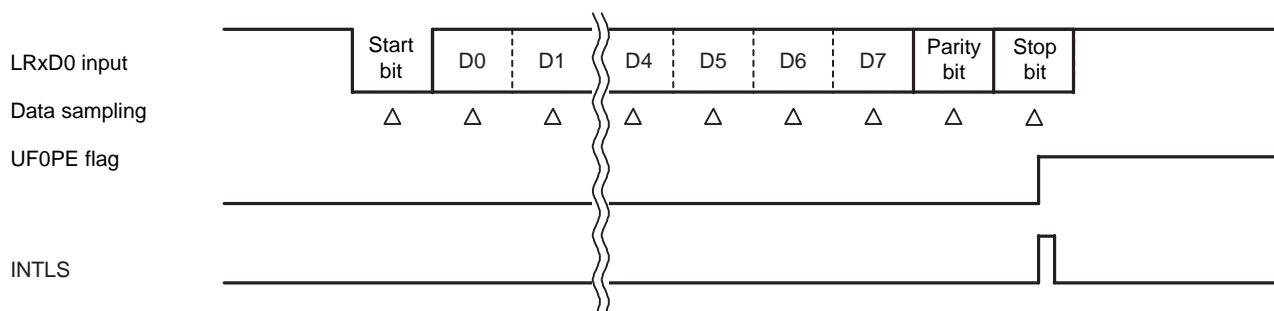 LRxD0 input
Start bit
D0
D1
D4
D5
D6
D7
Parity bit
Stop bit
Data sampling
UF0PE flag
INTLS